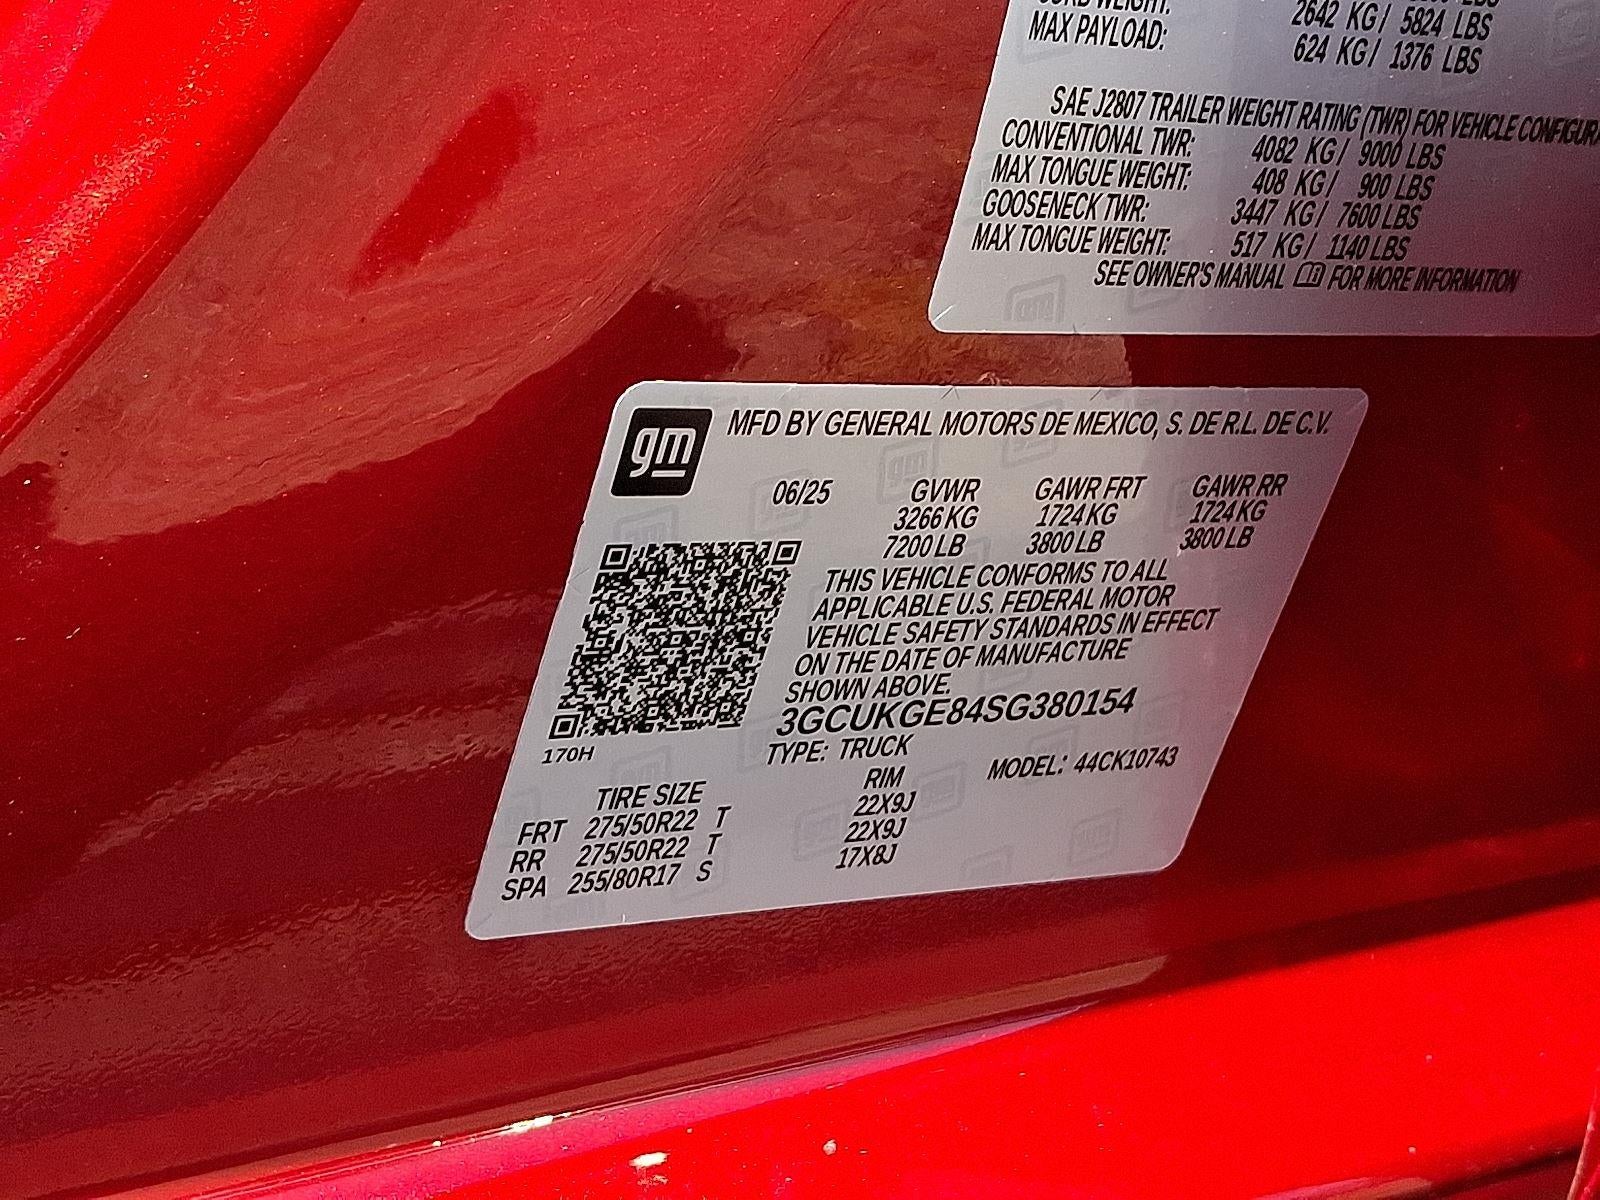 2642 KG/ 5824 LBS
MAX PAYLOAD: 624 KG/ 1376 LBS
SAE J2807 TRAILER WEIGHT RATING (TWR) FOR VEHICLE
CONVENTIONAL TWR: 4082 KG/ 9000 LBS
MAX TONGUE WEIGHT: 408 KG/ 900 LBS
GOOSENECK TWR: 3447 KG/ 7600 LBS
MAX TONGUE WEIGHT: 517 KG/ 1140 LBS
SEE OWNER'S MANUAL FOR MORE INFORMATION
gm MFD BY GENERAL MOTORS DE MEXICO, S. DE R.L. DE C.V.
06/25 GVWR GAWR FRT GAWR RR
3266 KG 1724 KG 1724 KG
7200 LB 3800 LB 3800 LB
THIS VEHICLE CONFORMS TO ALL
APPLICABLE U.S. FEDERAL MOTOR
VEHICLE SAFETY STANDARDS IN EFFECT
ON THE DATE OF MANUFACTURE
SHOWN ABOVE.
3GCUKGE84SG380154
170H
TYPE: TRUCK MODEL: 44CK10743
TIRE SIZE RIM
FRT 275/50R22 T 22X9J
RR 275/50R22 T 22X9J
SPA 255/80R17 S 17X8J